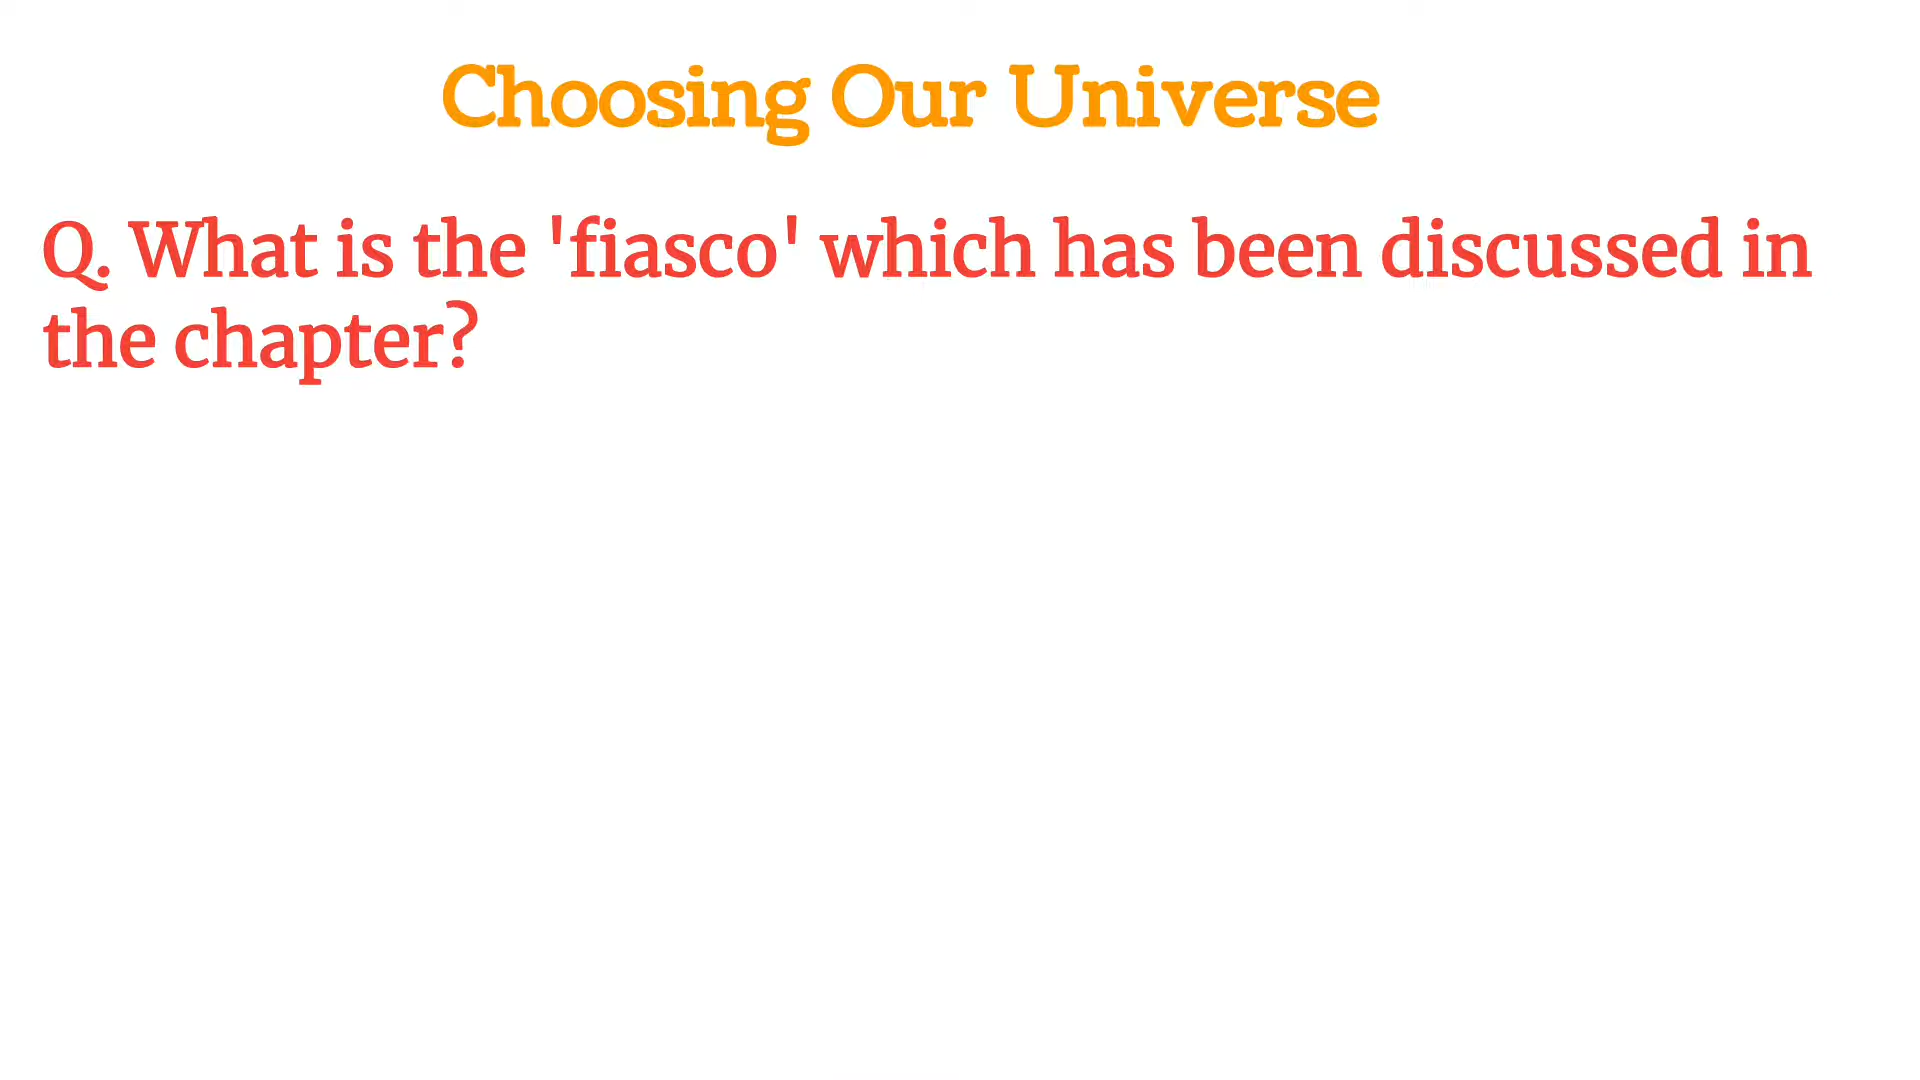 Choosing Our Universe
Q. What is the 'fiasco' which has been discussed in
the chapter?